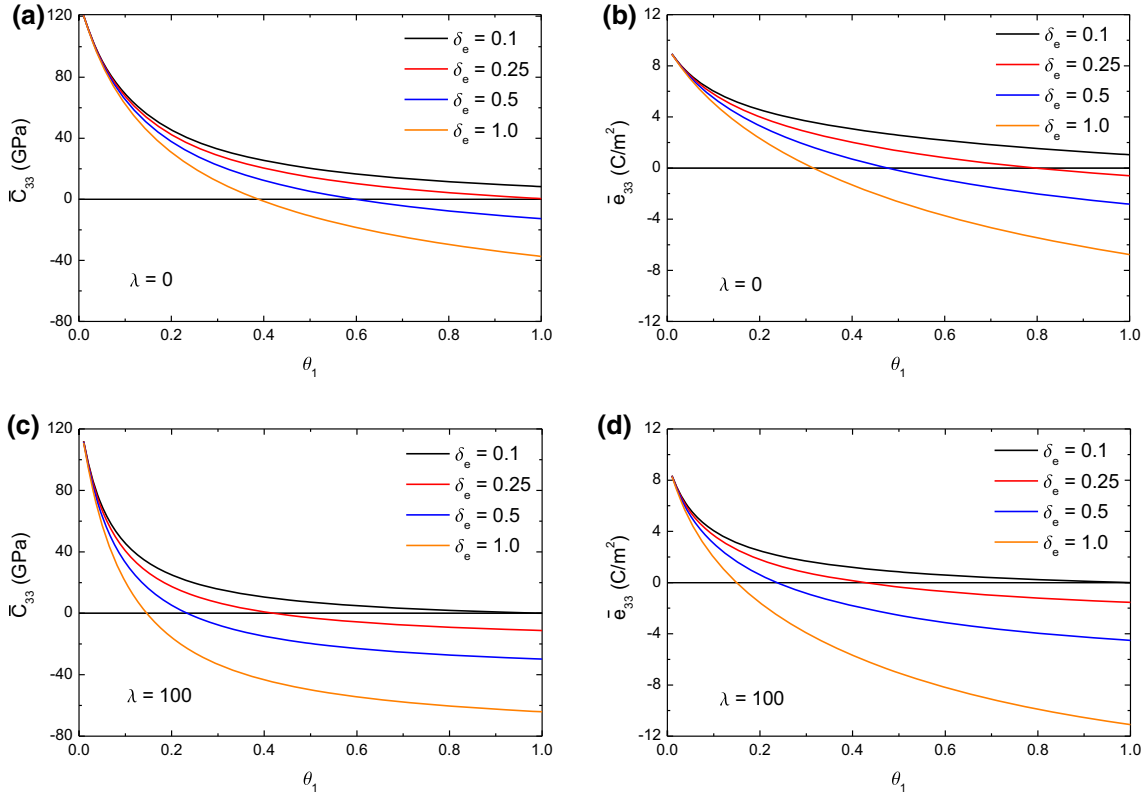 (a)
120
80
40
0
-40
-80
C̅₃₃ (GPa)
δₑ = 0.1
δₑ = 0.25
δₑ = 0.5
δₑ = 1.0
λ = 0
0.0 0.2 0.4 0.6 0.8 1.0
θ₁
(b)
12
8
4
0
-4
-8
-12
e̅₃₃ (C/m²)
δₑ = 0.1
δₑ = 0.25
δₑ = 0.5
δₑ = 1.0
λ = 0
0.0 0.2 0.4 0.6 0.8 1.0
θ₁
(c)
120
80
40
0
-40
-80
C̅₃₃ (GPa)
δₑ = 0.1
δₑ = 0.25
δₑ = 0.5
δₑ = 1.0
λ = 100
0.0 0.2 0.4 0.6 0.8 1.0
θ₁
(d)
12
8
4
0
-4
-8
-12
e̅₃₃ (C/m²)
δₑ = 0.1
δₑ = 0.25
δₑ = 0.5
δₑ = 1.0
λ = 100
0.0 0.2 0.4 0.6 0.8 1.0
θ₁